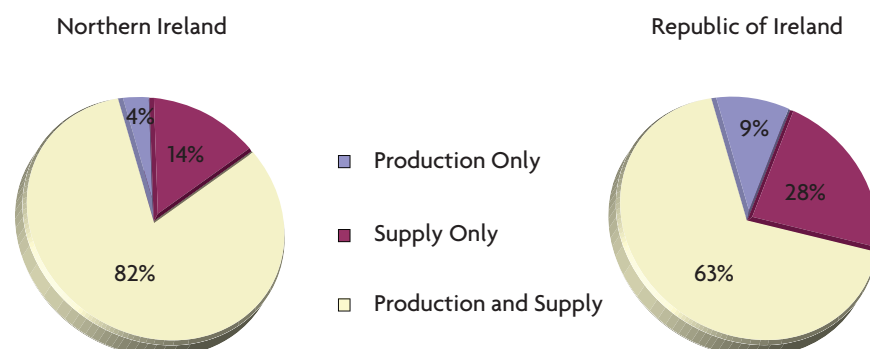 Northern Ireland
4%
14%
82%
Production Only
Supply Only
Production and Supply
Republic of Ireland
9%
28%
63%